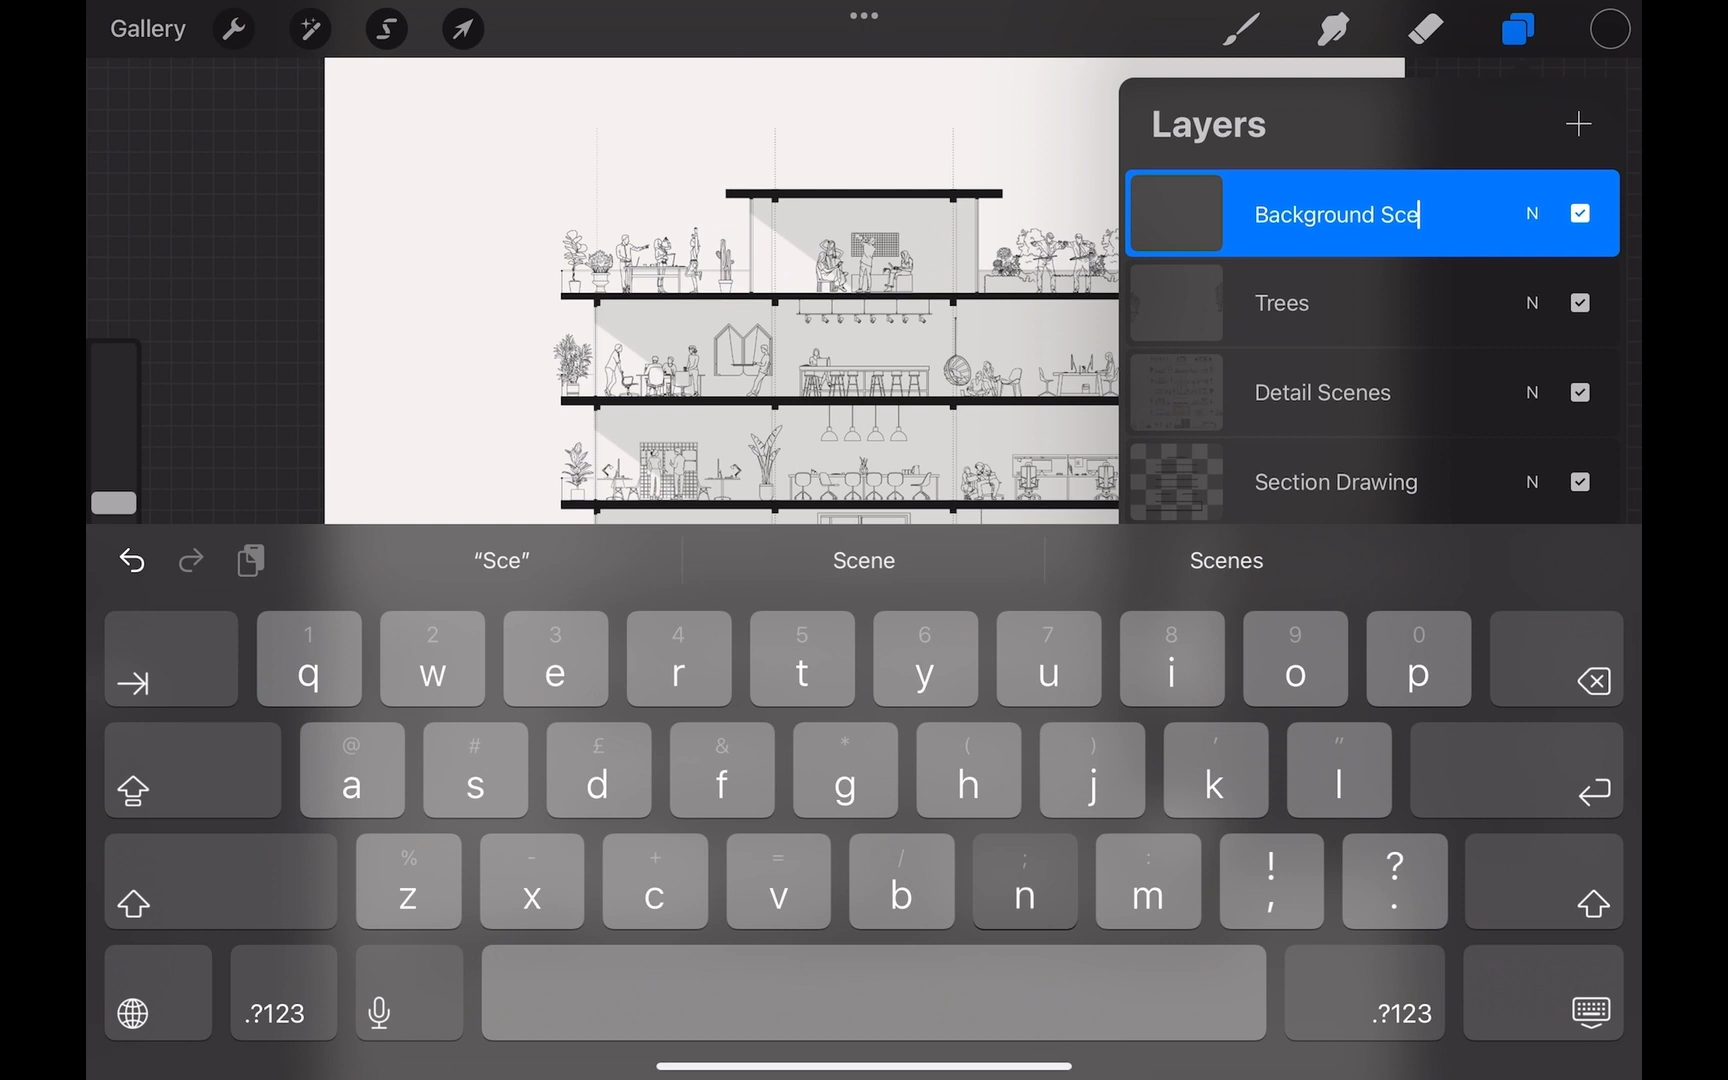 Gallery
Layers
Background Sce N
Trees N
Detail Scenes N
Section Drawing N
“Sce” Scene Scenes
1 2 3 4 5 6 7 8 9 0
q w e r t y u i o p
@ # £ & * ( ) ' "
a s d f g h j k l
% - + = / ; : ! ?
z x c v b n m , .
.?123 .?123